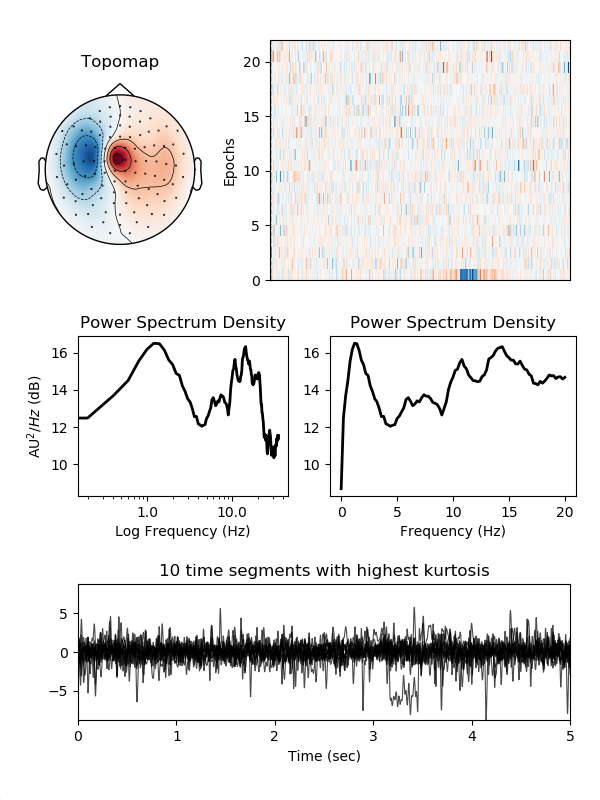 Topomap
Epochs
20
15
10
5
0
Power Spectrum Density
AU²/Hz (dB)
16
14
12
10
1.0 10.0
Log Frequency (Hz)
Power Spectrum Density
16
14
12
10
0 5 10 15 20
Frequency (Hz)
10 time segments with highest kurtosis
5
0
−5
0 1 2 3 4 5
Time (sec)